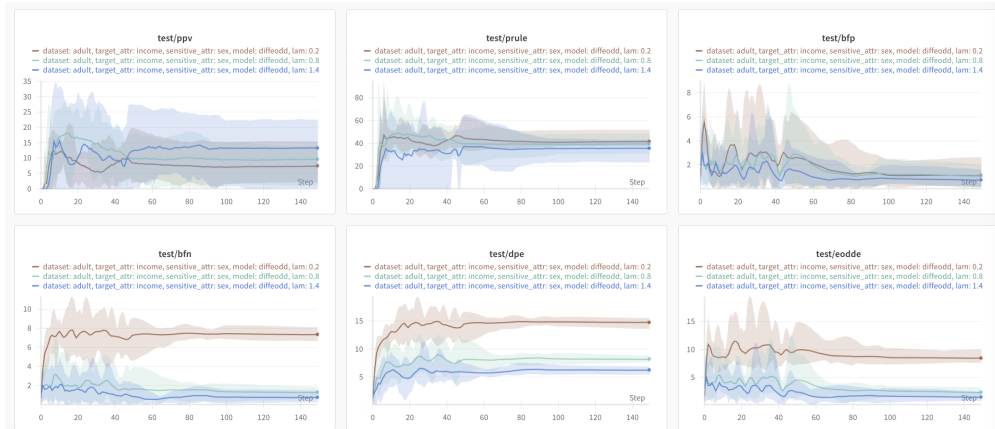 test/ppv
dataset: adult, target_attr: income, sensitive_attr: sex, model: diffeodd, lam: 0.2
dataset: adult, target_attr: income, sensitive_attr: sex, model: diffeodd, lam: 0.8
dataset: adult, target_attr: income, sensitive_attr: sex, model: diffeodd, lam: 1.4
35
30
25
20
15
10
5
0
Step
0 20 40 60 80 100 120 140
test/prule
dataset: adult, target_attr: income, sensitive_attr: sex, model: diffeodd, lam: 0.2
dataset: adult, target_attr: income, sensitive_attr: sex, model: diffeodd, lam: 0.8
dataset: adult, target_attr: income, sensitive_attr: sex, model: diffeodd, lam: 1.4
80
60
40
20
0
Step
0 20 40 60 80 100 120 140
test/bfp
dataset: adult, target_attr: income, sensitive_attr: sex, model: diffeodd, lam: 0.2
dataset: adult, target_attr: income, sensitive_attr: sex, model: diffeodd, lam: 0.8
dataset: adult, target_attr: income, sensitive_attr: sex, model: diffeodd, lam: 1.4
8
6
4
2
Step
0 20 40 60 80 100 120 140
test/bfn
dataset: adult, target_attr: income, sensitive_attr: sex, model: diffeodd, lam: 0.2
dataset: adult, target_attr: income, sensitive_attr: sex, model: diffeodd, lam: 0.8
dataset: adult, target_attr: income, sensitive_attr: sex, model: diffeodd, lam: 1.4
10
8
6
4
2
Step
0 20 40 60 80 100 120 140
test/dpe
dataset: adult, target_attr: income, sensitive_attr: sex, model: diffeodd, lam: 0.2
dataset: adult, target_attr: income, sensitive_attr: sex, model: diffeodd, lam: 0.8
dataset: adult, target_attr: income, sensitive_attr: sex, model: diffeodd, lam: 1.4
15
10
5
Step
0 20 40 60 80 100 120 140
test/eodde
dataset: adult, target_attr: income, sensitive_attr: sex, model: diffeodd, lam: 0.2
dataset: adult, target_attr: income, sensitive_attr: sex, model: diffeodd, lam: 0.8
dataset: adult, target_attr: income, sensitive_attr: sex, model: diffeodd, lam: 1.4
15
10
5
Step
0 20 40 60 80 100 120 140